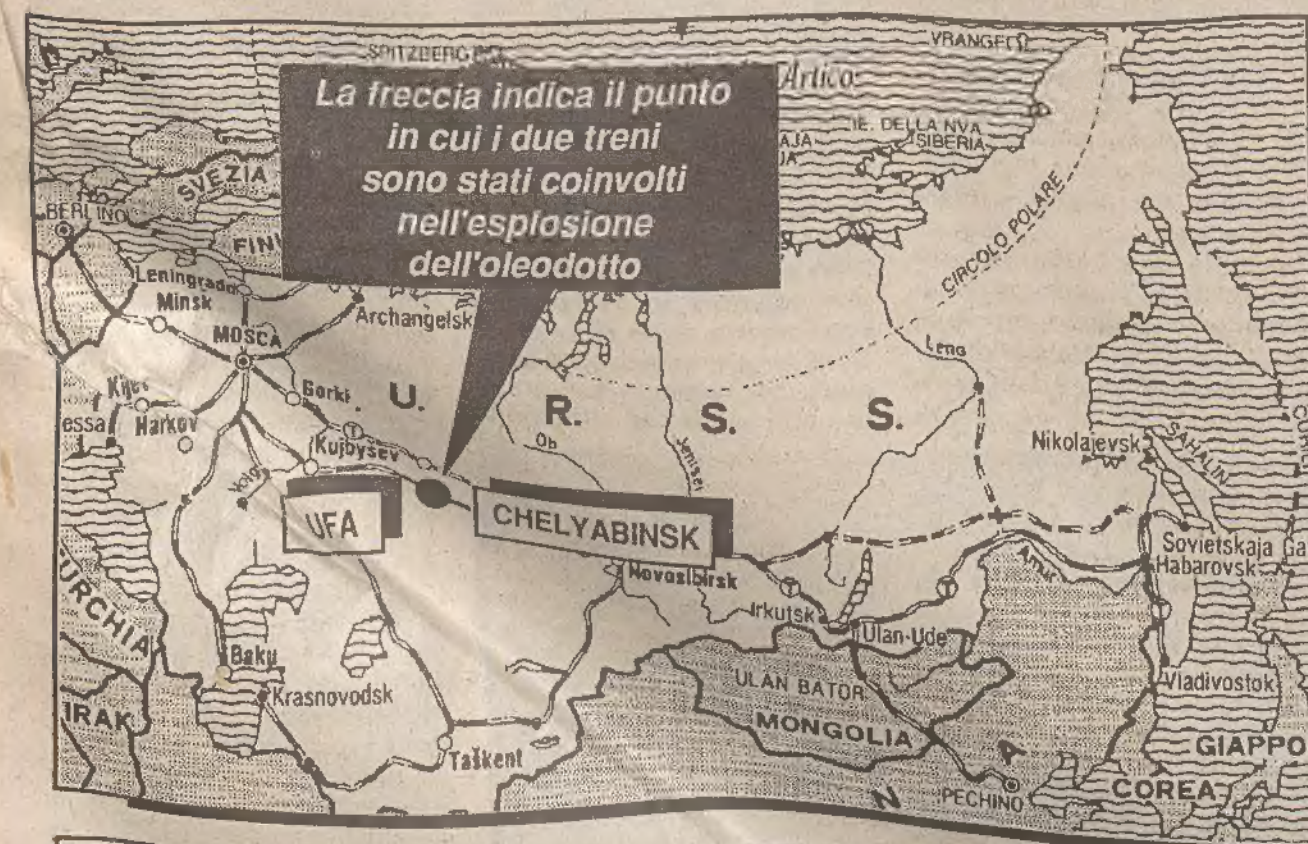 SPITZBERG
VRANGEL
Artico
La freccia indica il punto
in cui i due treni
sono stati coinvolti
nell'esplosione
dell'oleodotto
IE. DELLA NVA
SIBERIA
SVEZIA
BERLINO
FIN
CIRCOLO POLARE
Leningrado
Minsk
Archangelsk
MOSCA
Lena
Kijev
Gorki
U. R. S. S.
essa
Harkov
Kujbysev
Ob
Jenisej
Nikolajevsk
SAHALIN
Volga
UFA
CHELYABINSK
Novosibirsk
Sovietskaja Ga
Habarovsk
Amur
Irkutsk
Ulan-Ude
URCHIA
Baku
Krasnovodsk
ULAN BATOR
MONGOLIA
Vladivostok
IRAK
Taškent
GIAPPO
N A
PECHINO
COREA